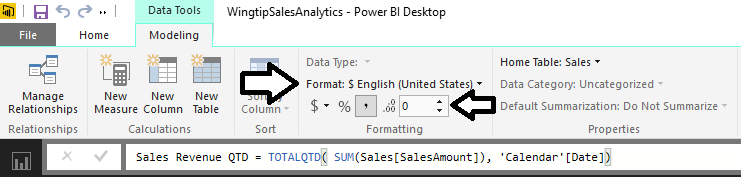 Data Tools
WingtipSalesAnalytics - Power BI Desktop
File
Home
Modeling
Manage
Relationships
Relationships
New
Measure
New
Column
New
Table
Calculations
Column
Sort
Data Type:
Format: $ English (United States)
$ % , .00 0
Formatting
Home Table: Sales
Data Category: Uncategorized
Default Summarization: Do Not Summarize
Properties
Sales Revenue QTD = TOTALQTD( SUM(Sales[SalesAmount]), 'Calendar'[Date])